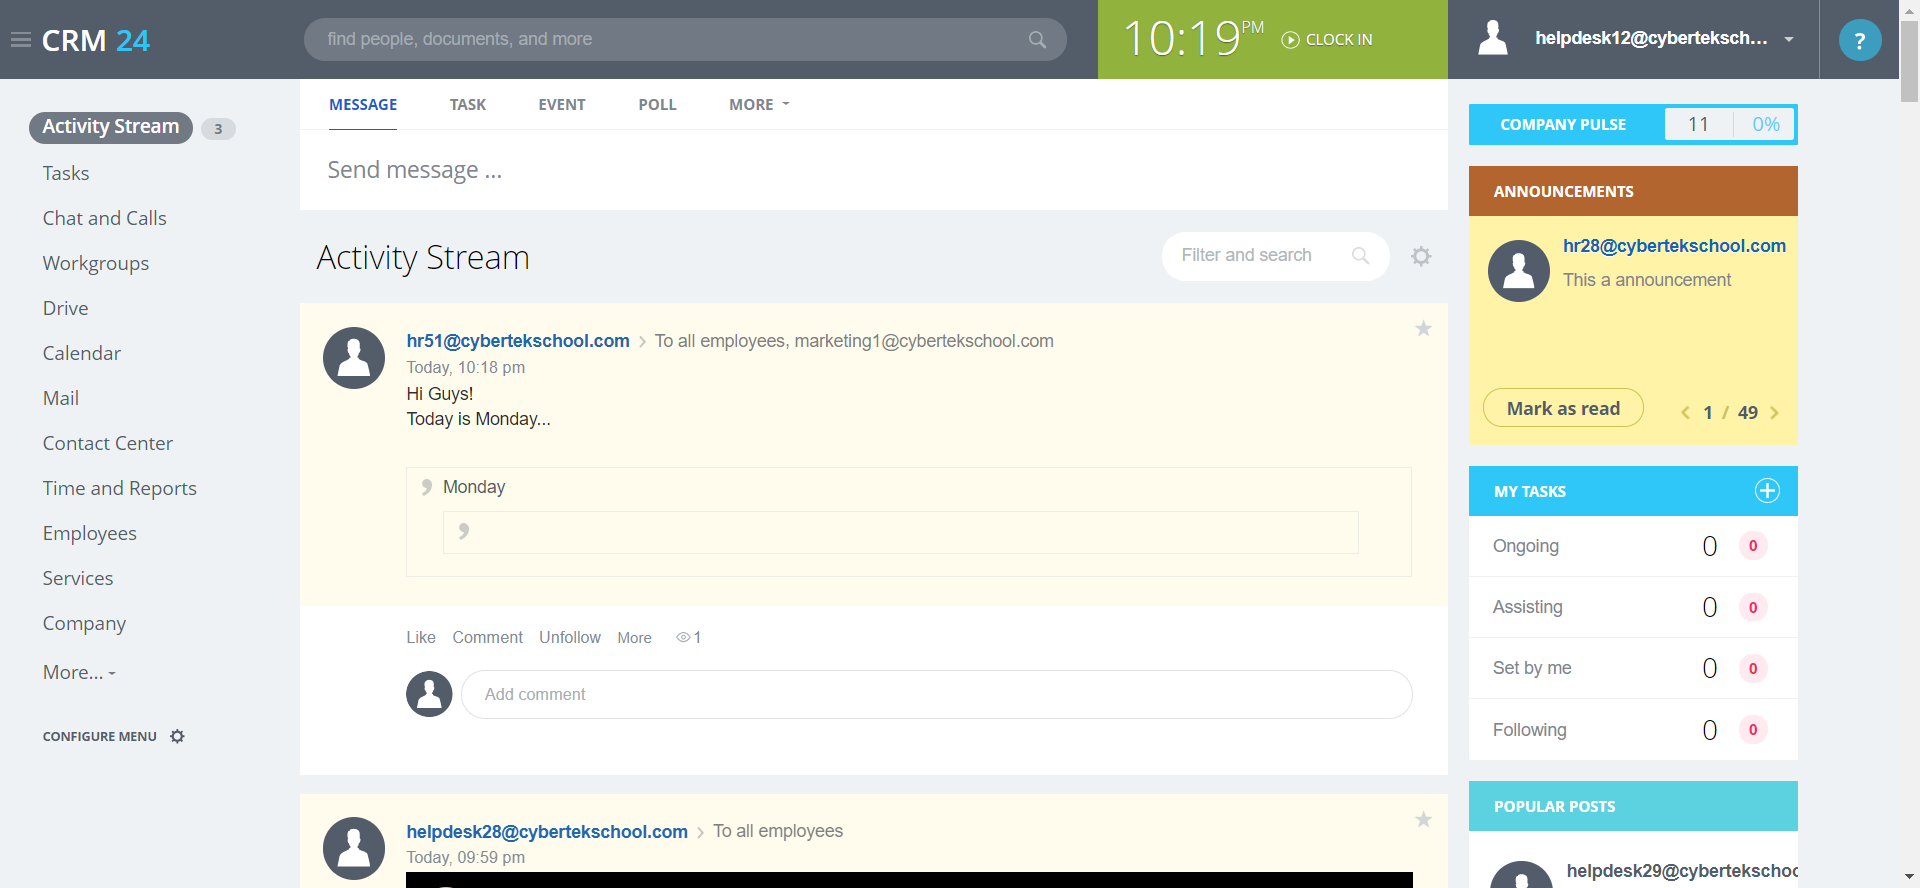 CRM 24
find people, documents, and more
10:19 PM
CLOCK IN
helpdesk12@cyberteksch...
?
Activity Stream 3
Tasks
Chat and Calls
Workgroups
Drive
Calendar
Mail
Contact Center
Time and Reports
Employees
Services
Company
More...
CONFIGURE MENU
MESSAGE TASK EVENT POLL MORE
Send message ...
Activity Stream
Filter and search
hr51@cybertekschool.com > To all employees, marketing1@cybertekschool.com
Today, 10:18 pm
Hi Guys!
Today is Monday...
Monday
Like Comment Unfollow More 1
Add comment
helpdesk28@cybertekschool.com > To all employees
Today, 09:59 pm
COMPANY PULSE 11 0%
ANNOUNCEMENTS
hr28@cybertekschool.com
This a announcement
Mark as read
1 / 49
MY TASKS
Ongoing 0 0
Assisting 0 0
Set by me 0 0
Following 0 0
POPULAR POSTS
helpdesk29@cybertekschoo